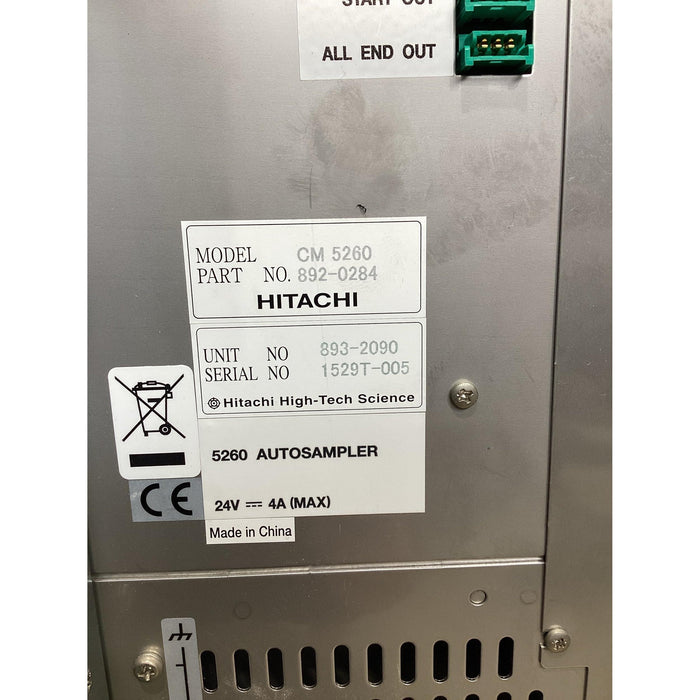 START OUT
ALL END OUT
MODEL CM 5260
PART NO. 892-0284
HITACHI
UNIT NO 893-2090
SERIAL NO 1529T-005
Hitachi High-Tech Science
5260 AUTOSAMPLER
CE
24V ⎓ 4A (MAX)
Made in China